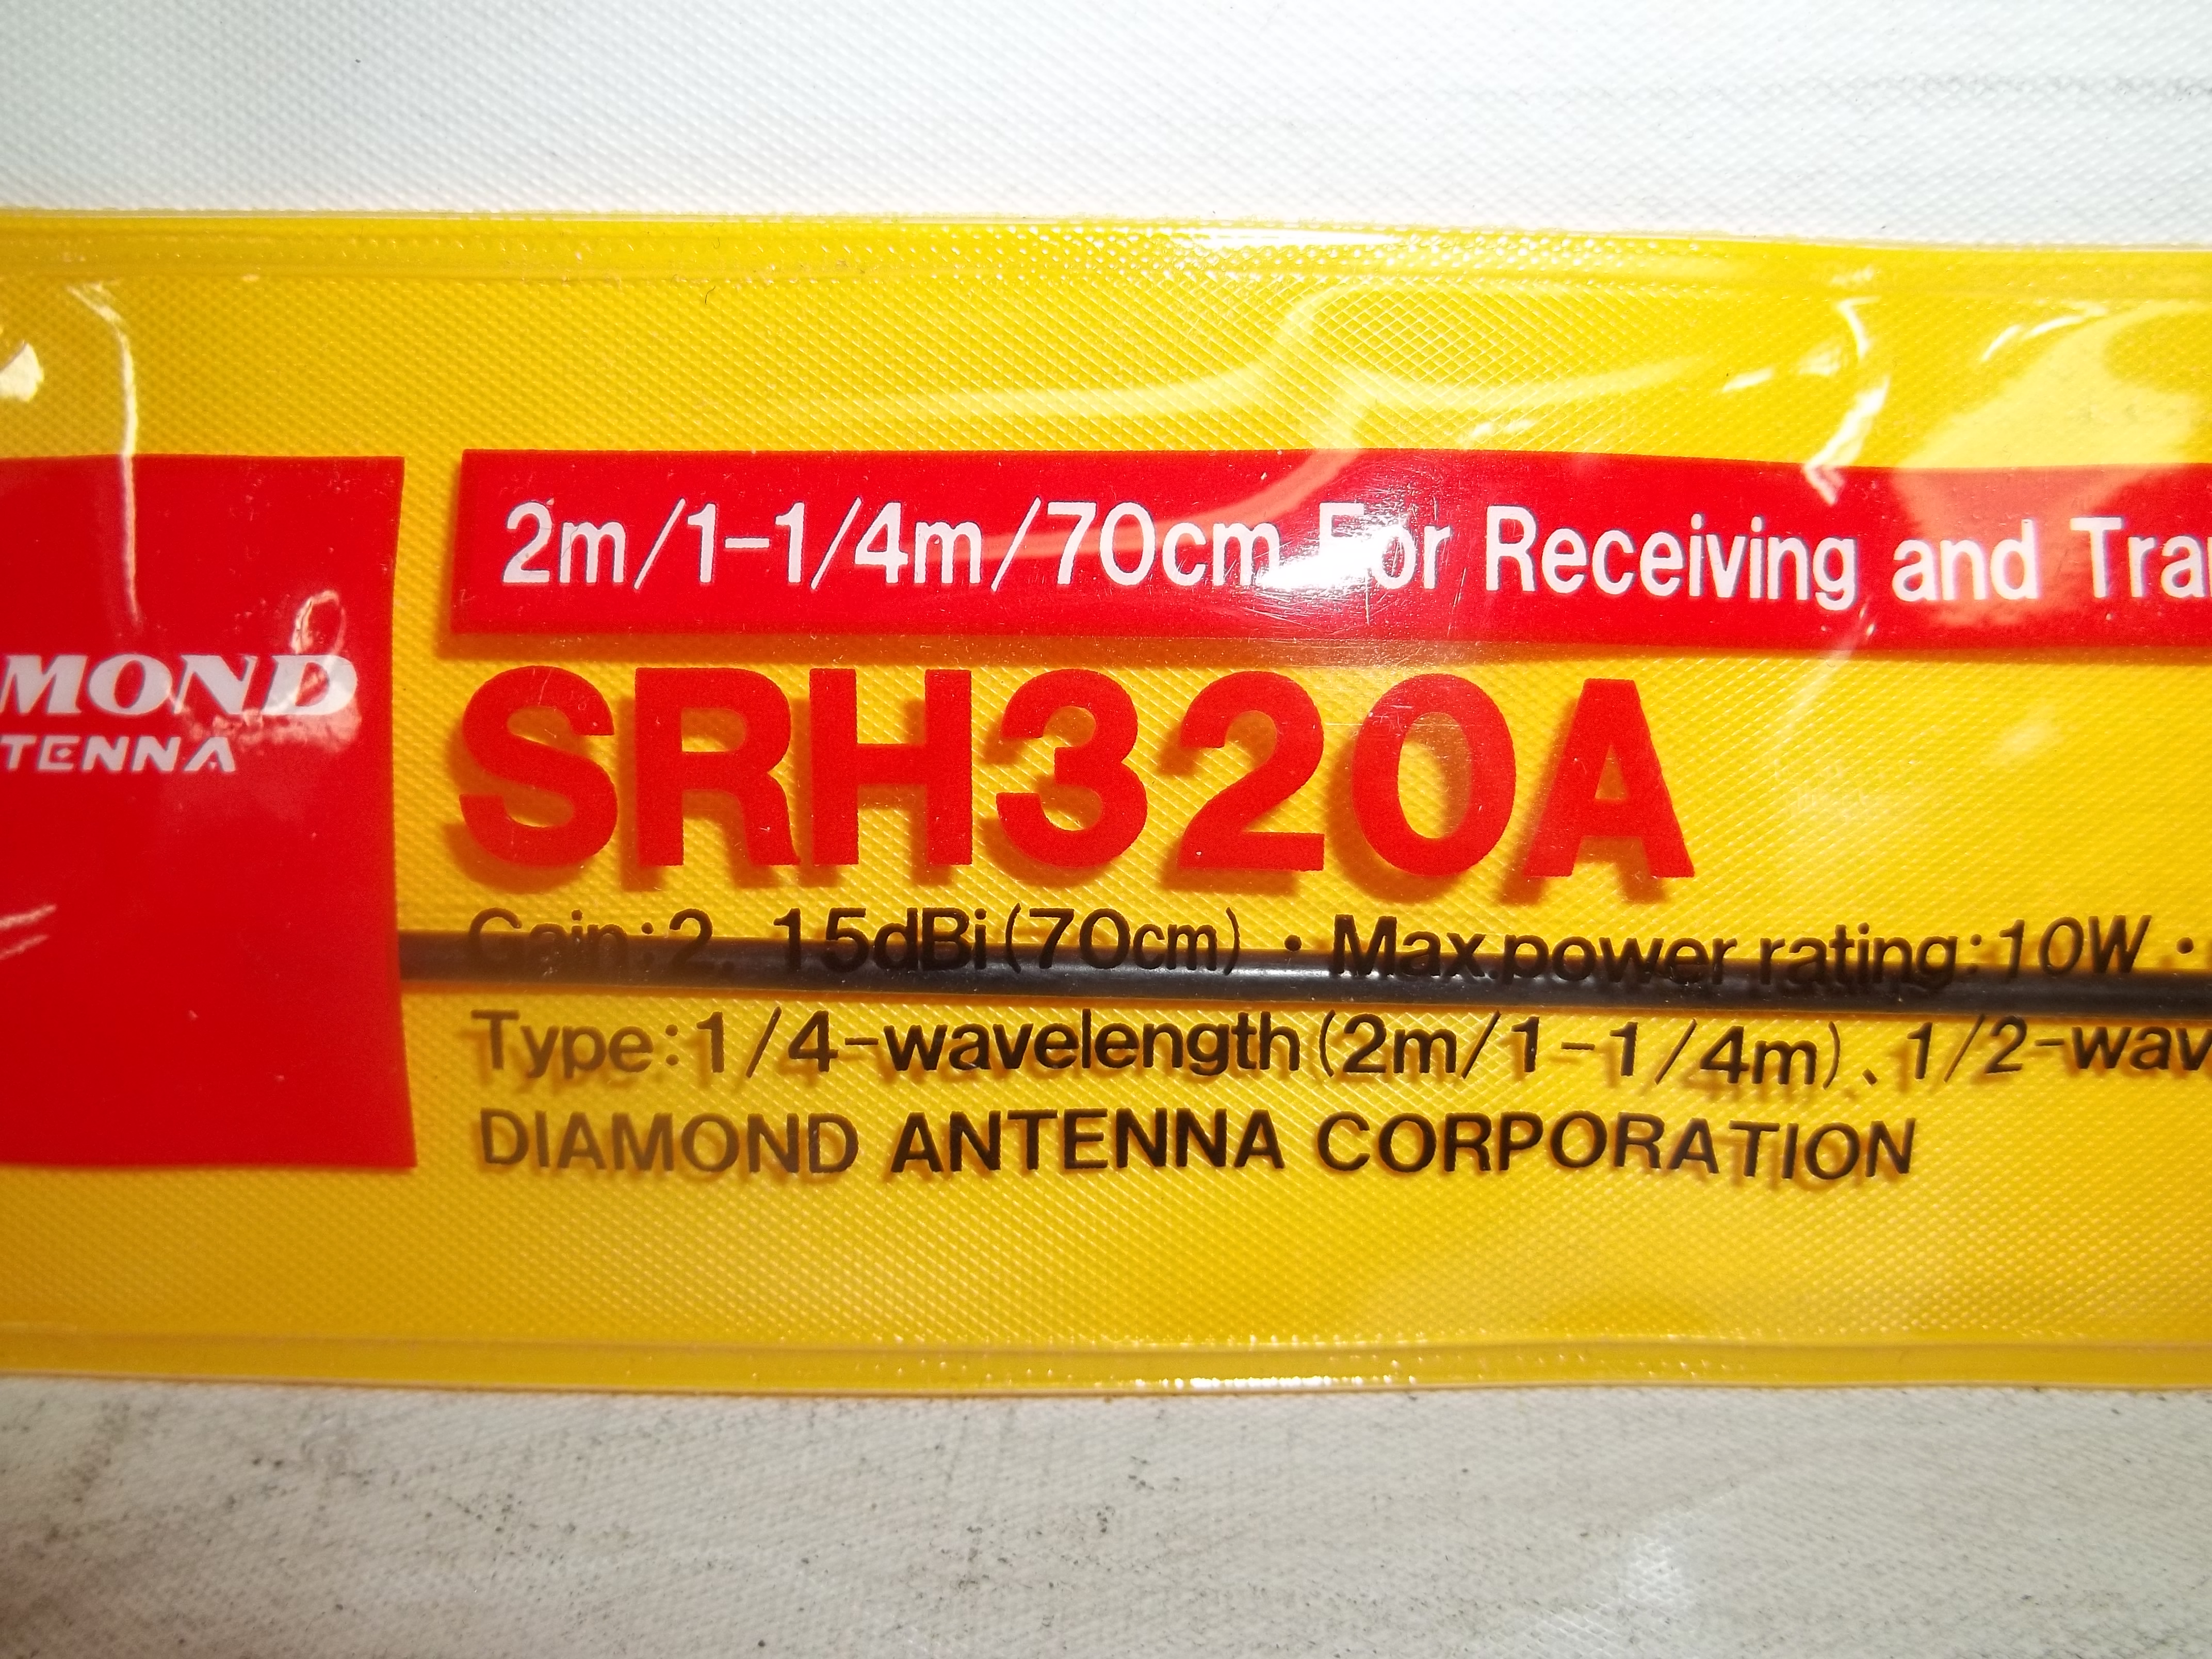 2m/1-1/4m/70cm For Receiving and Tra
MOND
TENNA
SRH320A
Gain:2. 15dBi(70cm)・Max.power rating:10W・
Type:1/4-wavelength(2m/1-1/4m)、1/2-wav
DIAMOND ANTENNA CORPORATION